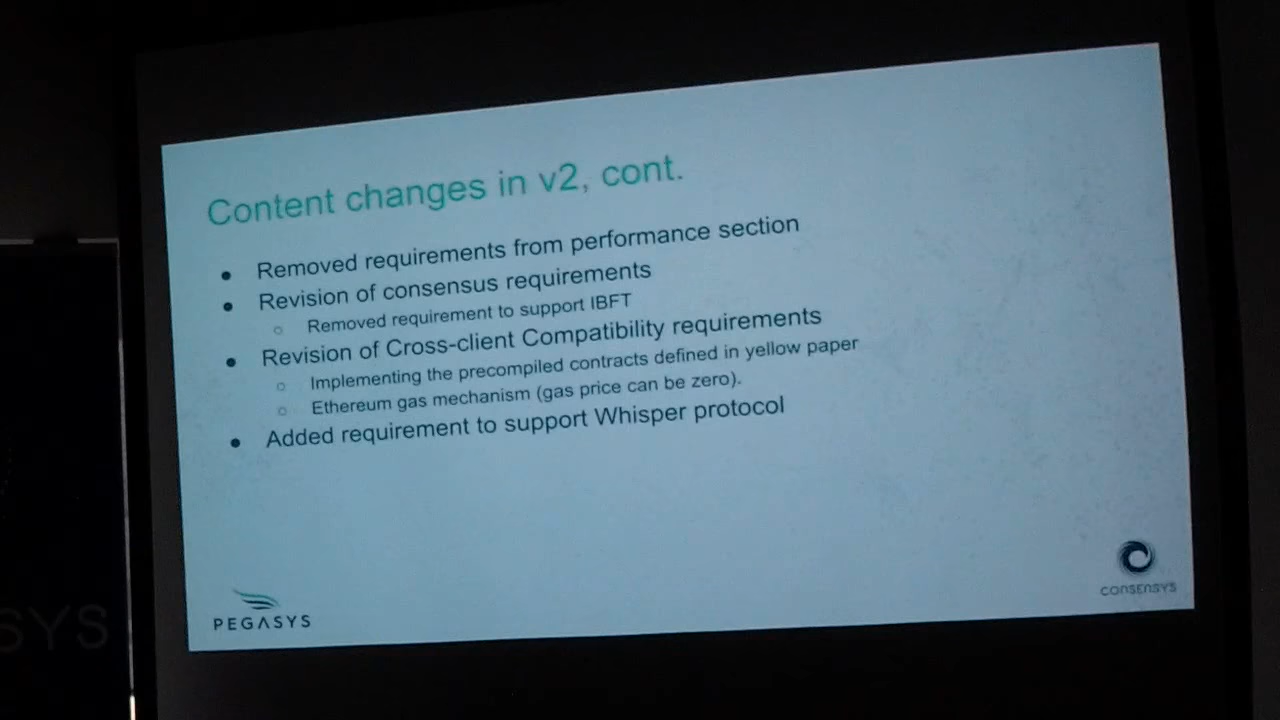 Content changes in v2, cont.
● Removed requirements from performance section
● Revision of consensus requirements
○ Removed requirement to support IBFT
● Revision of Cross-client Compatibility requirements
○ Implementing the precompiled contracts defined in yellow paper
○ Ethereum gas mechanism (gas price can be zero).
● Added requirement to support Whisper protocol
PEGASYS
CONSENSYS
SYS